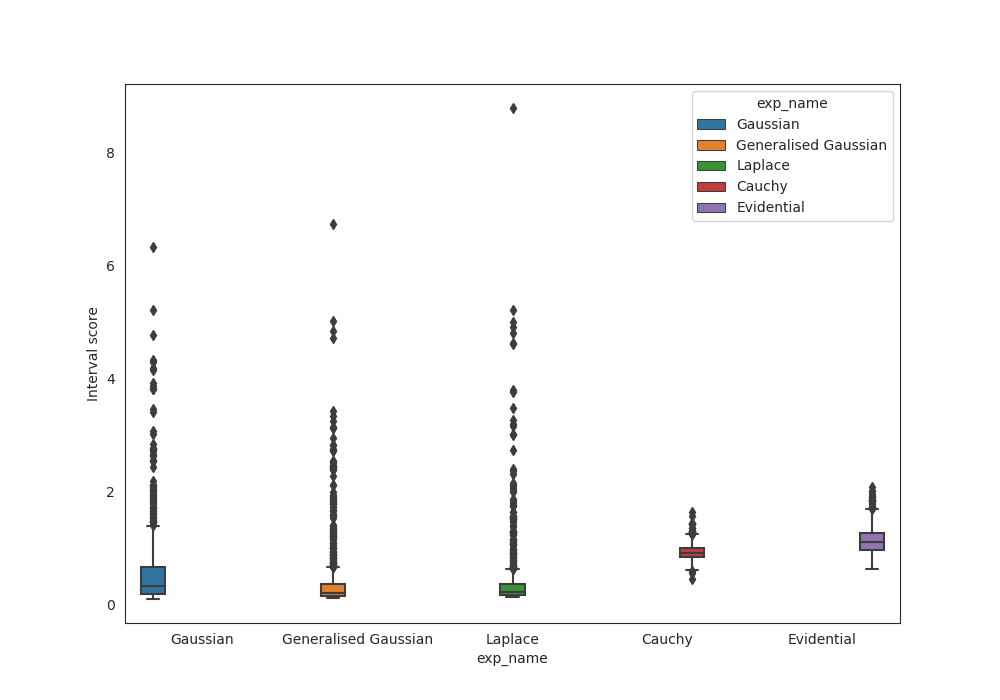 exp_name
Gaussian
Generalised Gaussian
Laplace
Cauchy
Evidential
8
6
4
2
0
Interval score
Gaussian Generalised Gaussian Laplace Cauchy Evidential
exp_name